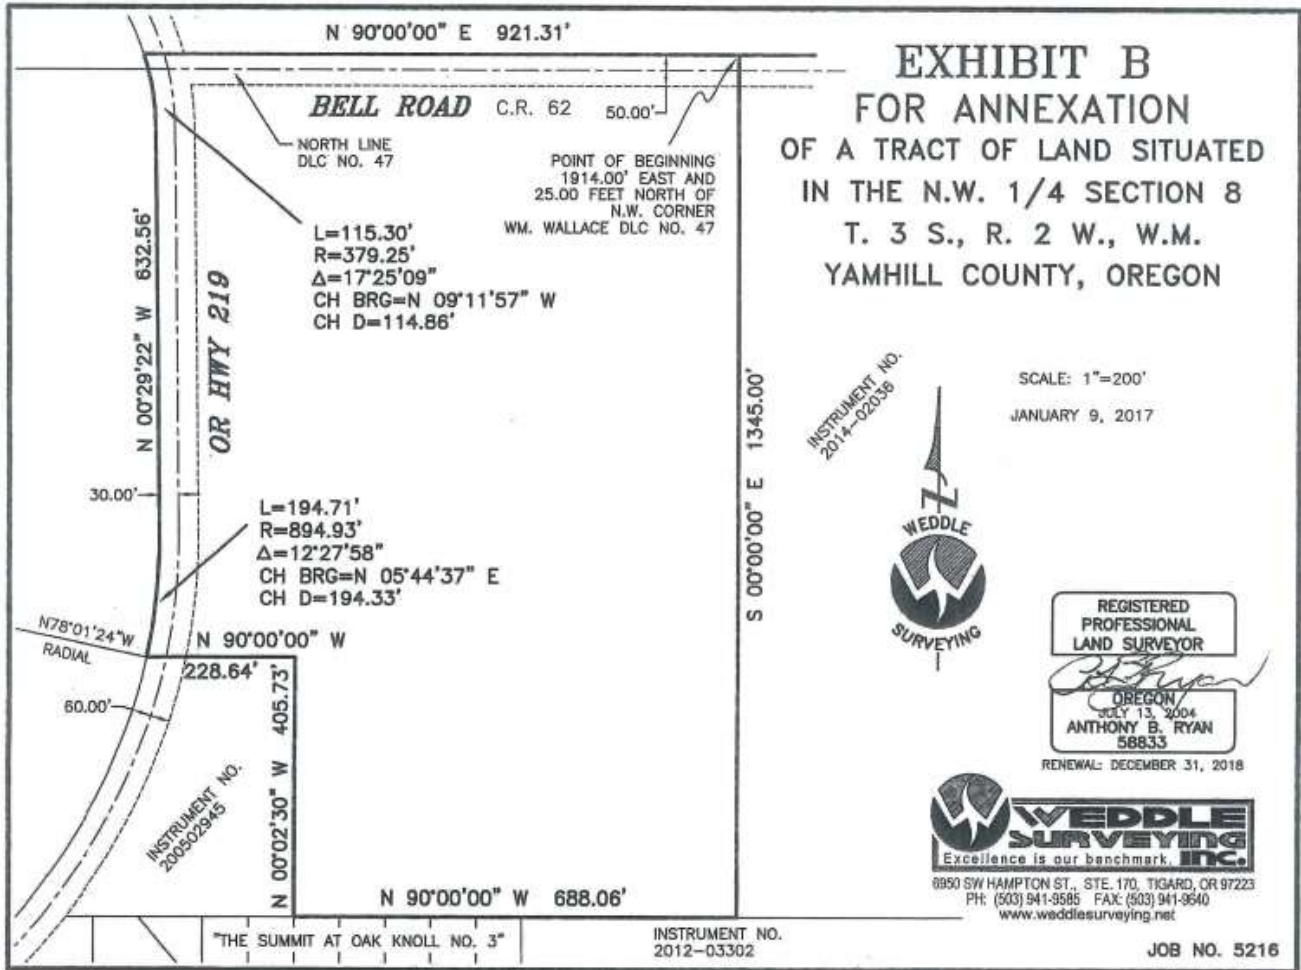 N 90°00'00" E 921.31'
EXHIBIT B
FOR ANNEXATION
OF A TRACT OF LAND SITUATED
IN THE N.W. 1/4 SECTION 8
T. 3 S., R. 2 W., W.M.
YAMHILL COUNTY, OREGON
BELL ROAD C.R. 62
50.00'
NORTH LINE
DLC NO. 47
POINT OF BEGINNING
1914.00' EAST AND
25.00 FEET NORTH OF
N.W. CORNER
WM. WALLACE DLC NO. 47
L=115.30'
R=379.25'
Δ=17°25'09"
CH BRG=N 09°11'57" W
CH D=114.86'
N 00°29'22" W 632.56'
OR HWY 219
30.00'
L=194.71'
R=894.93'
Δ=12°27'58"
CH BRG=N 05°44'37" E
CH D=194.33'
S 00°00'00" E 1345.00'
INSTRUMENT NO.
2014-02036
SCALE: 1"=200'
JANUARY 9, 2017
N
WEDDLE
SURVEYING
N78°01'24"W
RADIAL
N 90°00'00" W
228.64'
60.00'
N 00°02'30" W 405.73'
INSTRUMENT NO.
200502945
N 90°00'00" W 688.06'
"THE SUMMIT AT OAK KNOLL NO. 3"
INSTRUMENT NO.
2012-03302
REGISTERED
PROFESSIONAL
LAND SURVEYOR
OREGON
JULY 13, 2004
ANTHONY B. RYAN
58833
RENEWAL: DECEMBER 31, 2018
WEDDLE
SURVEYING
INC.
Excellence is our benchmark.
6950 SW HAMPTON ST., STE. 170, TIGARD, OR 97223
PH: (503) 941-9585 FAX: (503) 941-9640
www.weddlesurveying.net
JOB NO. 5216